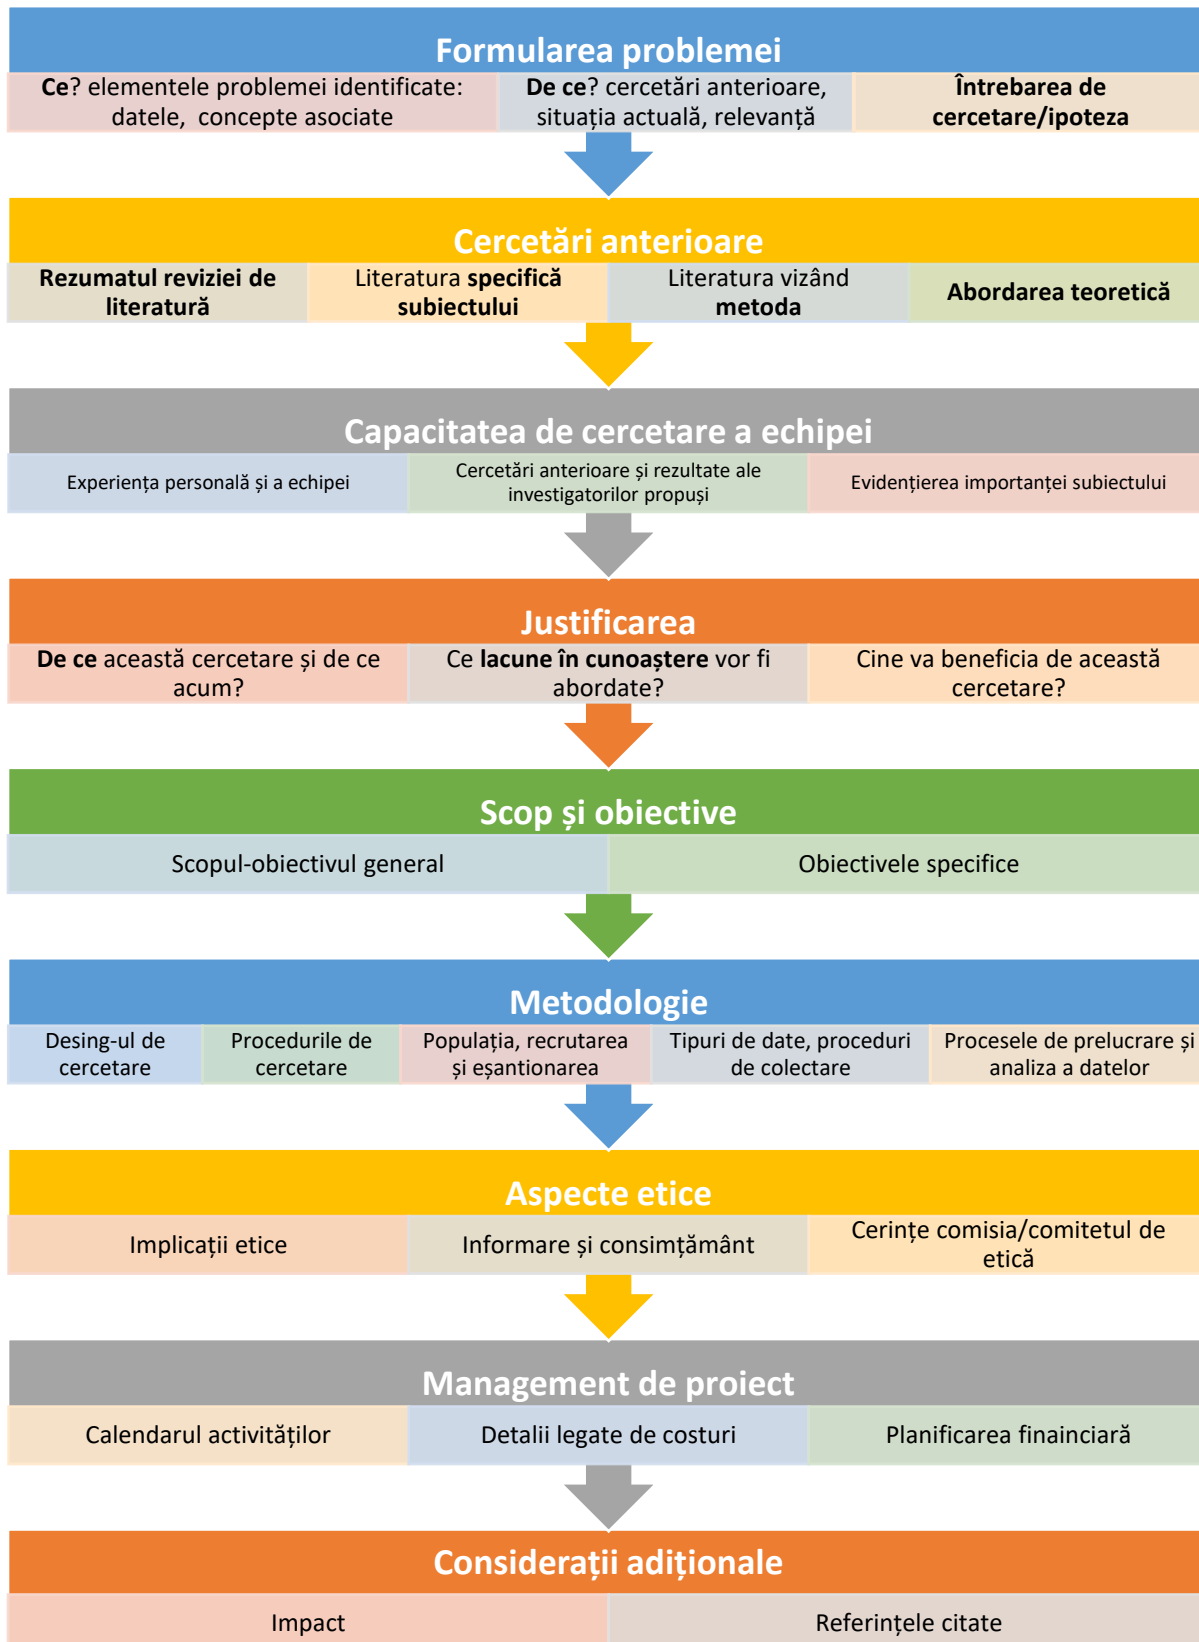 Formularea problemei
Ce? elementele problemei identificate:
datele, concepte asociate
De ce? cercetări anterioare,
situația actuală, relevanță
Întrebarea de
cercetare/ipoteza
Cercetări anterioare
Rezumatul reviziei de
literatură
Literatura specifică
subiectului
Literatura vizând
metoda
Abordarea teoretică
Capacitatea de cercetare a echipei
Experiența personală și a echipei
Cercetări anterioare și rezultate ale
investigatorilor propuși
Evidențierea importanței subiectului
Justificarea
De ce această cercetare și de ce
acum?
Ce lacune în cunoaștere vor fi
abordate?
Cine va beneficia de această
cercetare?
Scop și obiective
Scopul-obiectivul general
Obiectivele specifice
Metodologie
Desing-ul de
cercetare
Procedurile de
cercetare
Populația, recrutarea
și eșantionarea
Tipuri de date, proceduri
de colectare
Procesele de prelucrare și
analiza a datelor
Aspecte etice
Implicații etice
Informare și consimțământ
Cerințe comisia/comitetul de
etică
Management de proiect
Calendarul activităților
Detalii legate de costuri
Planificarea finainciară
Considerații adiționale
Impact
Referințele citate